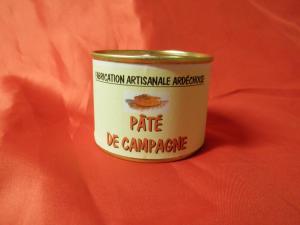 FABRICATION ARTISANALE ARDÉCHOISE
PÂTÉ
DE CAMPAGNE